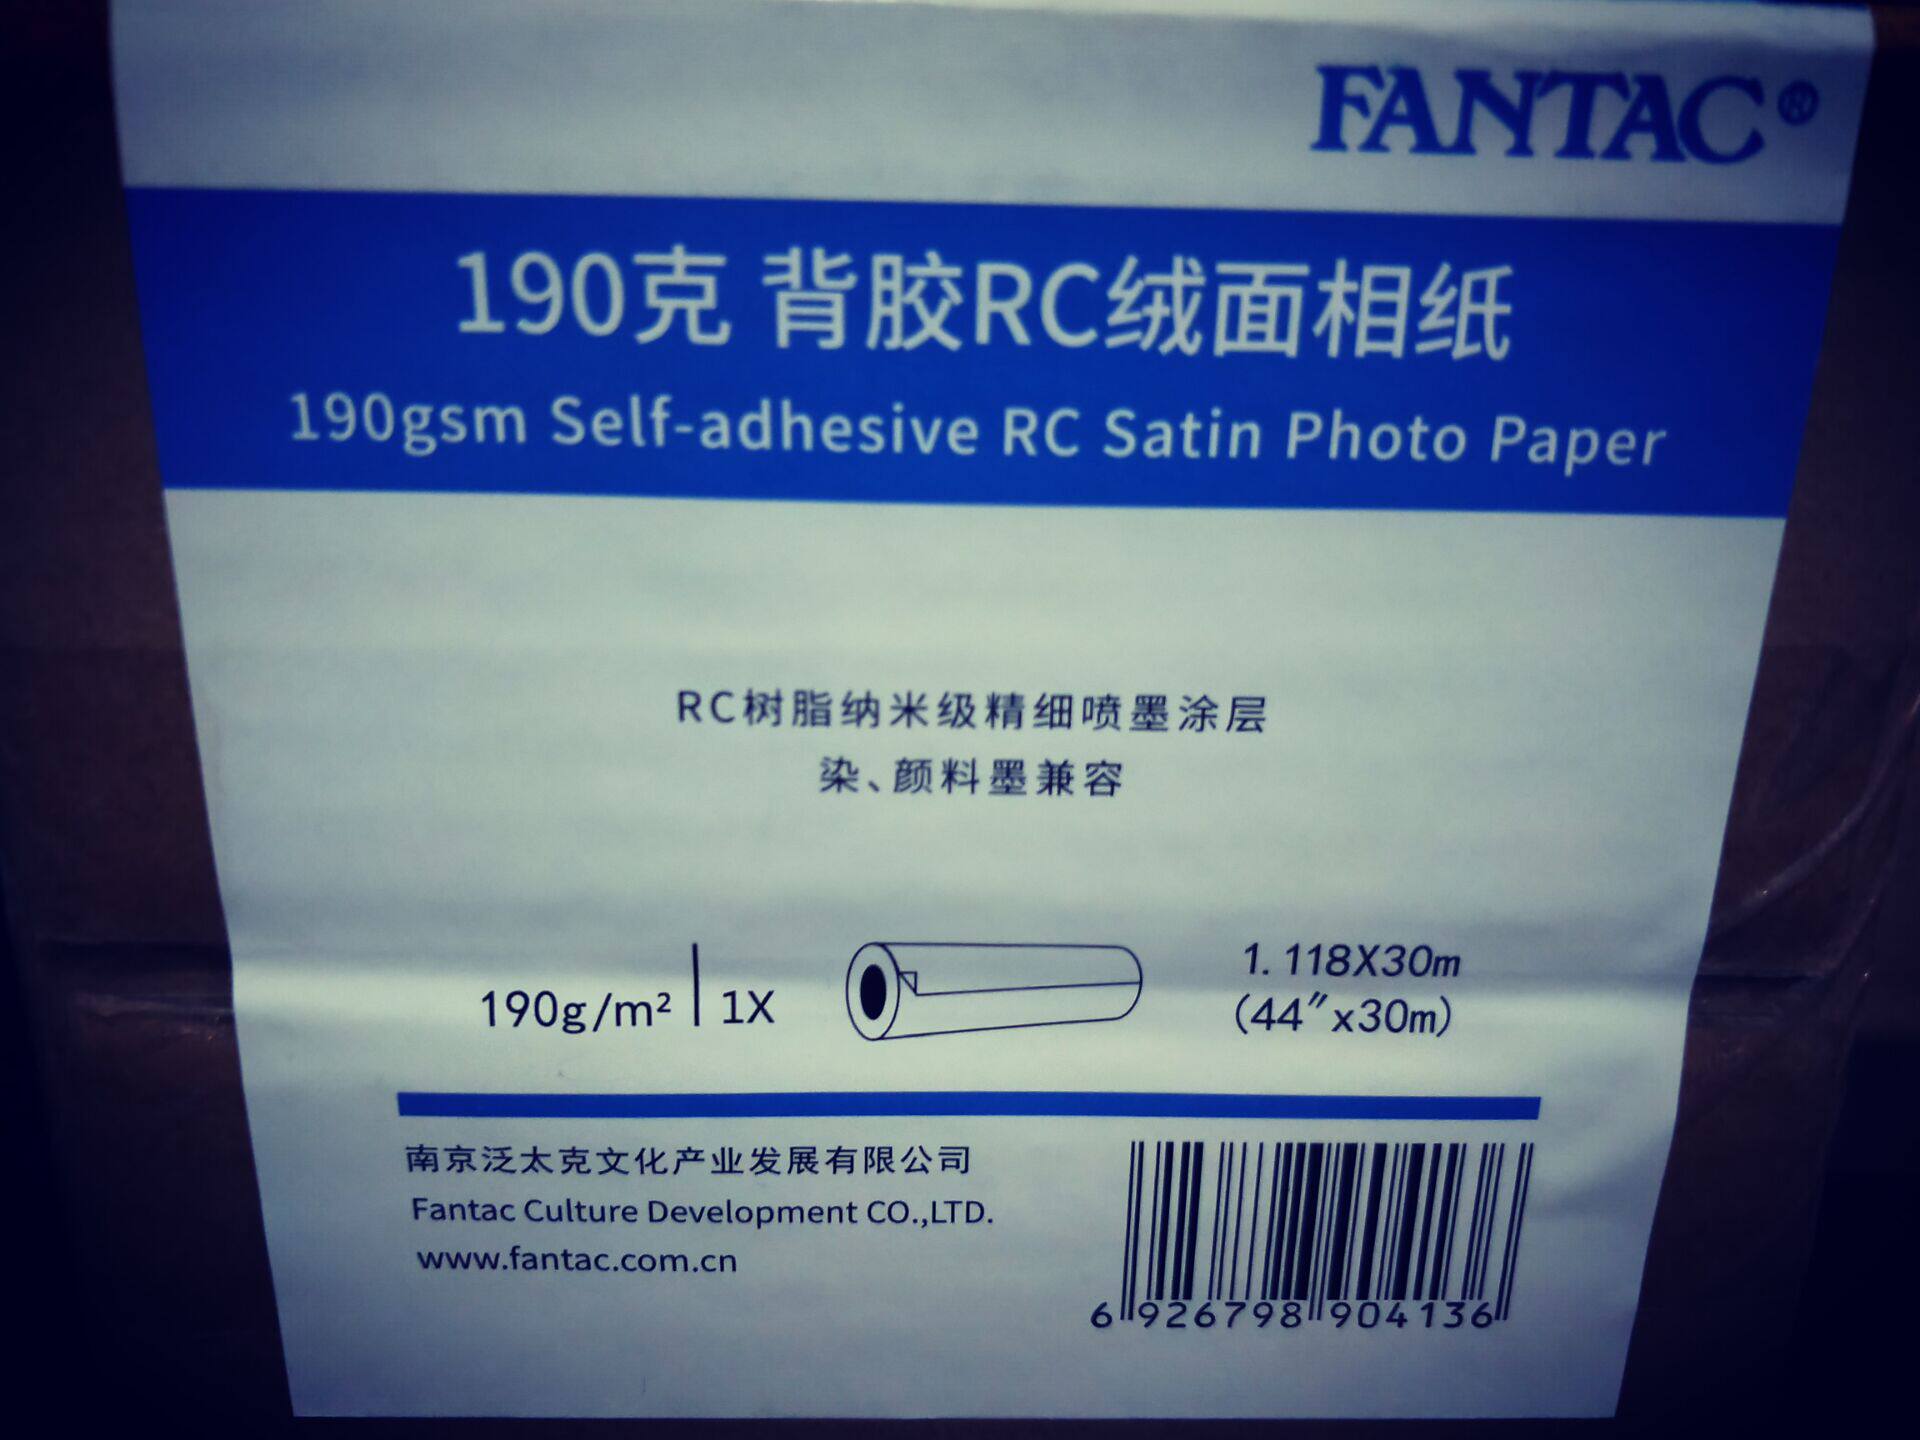 FANTAC®
190克 背胶RC绒面相纸
190gsm Self-adhesive RC Satin Photo Paper
RC树脂纳米级精细喷墨涂层
染、颜料墨兼容
190g/m² | 1X
1.118X30m
(44″x30m)
南京泛太克文化产业发展有限公司
Fantac Culture Development CO.,LTD.
www.fantac.com.cn
6 926798 904136